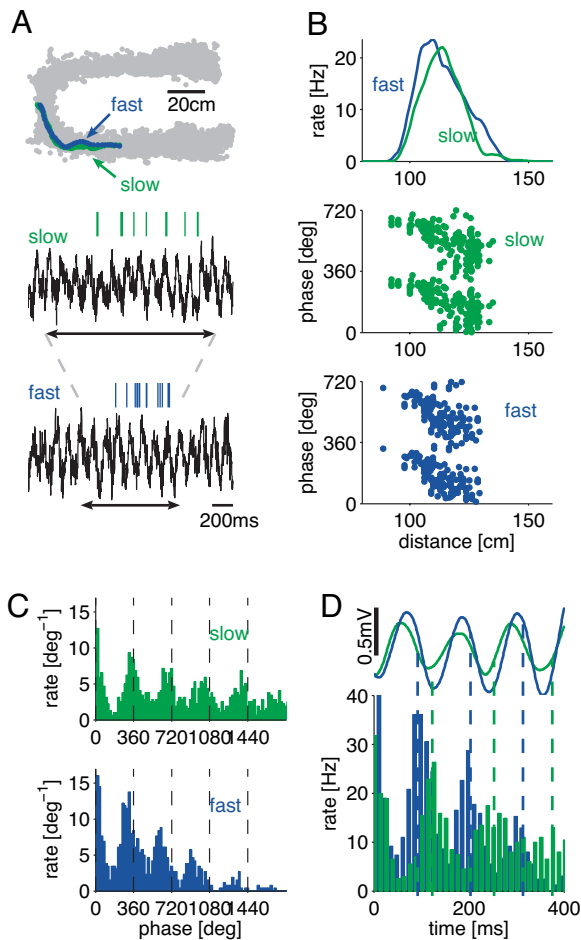 A
fast
20cm
slow
slow
fast
200ms
B
rate [Hz]
20
10
0
fast
slow
100
160
phase [deg]
720
360
0
slow
100
160
phase [deg]
720
360
0
fast
100
160
distance [cm]
C
rate [deg⁻¹]
15
10
5
0
slow
0
360
720
1080
1440
rate [deg⁻¹]
15
10
5
0
fast
0
360
720
1080
1440
phase [deg]
D
0.5mV
rate [Hz]
40
30
20
10
0
0
200
400
time [ms]